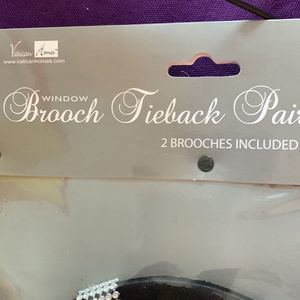 Vatican Homes
www.vaticanhomes.com
WINDOW
Brooch Tieback Pair
2 BROOCHES INCLUDED